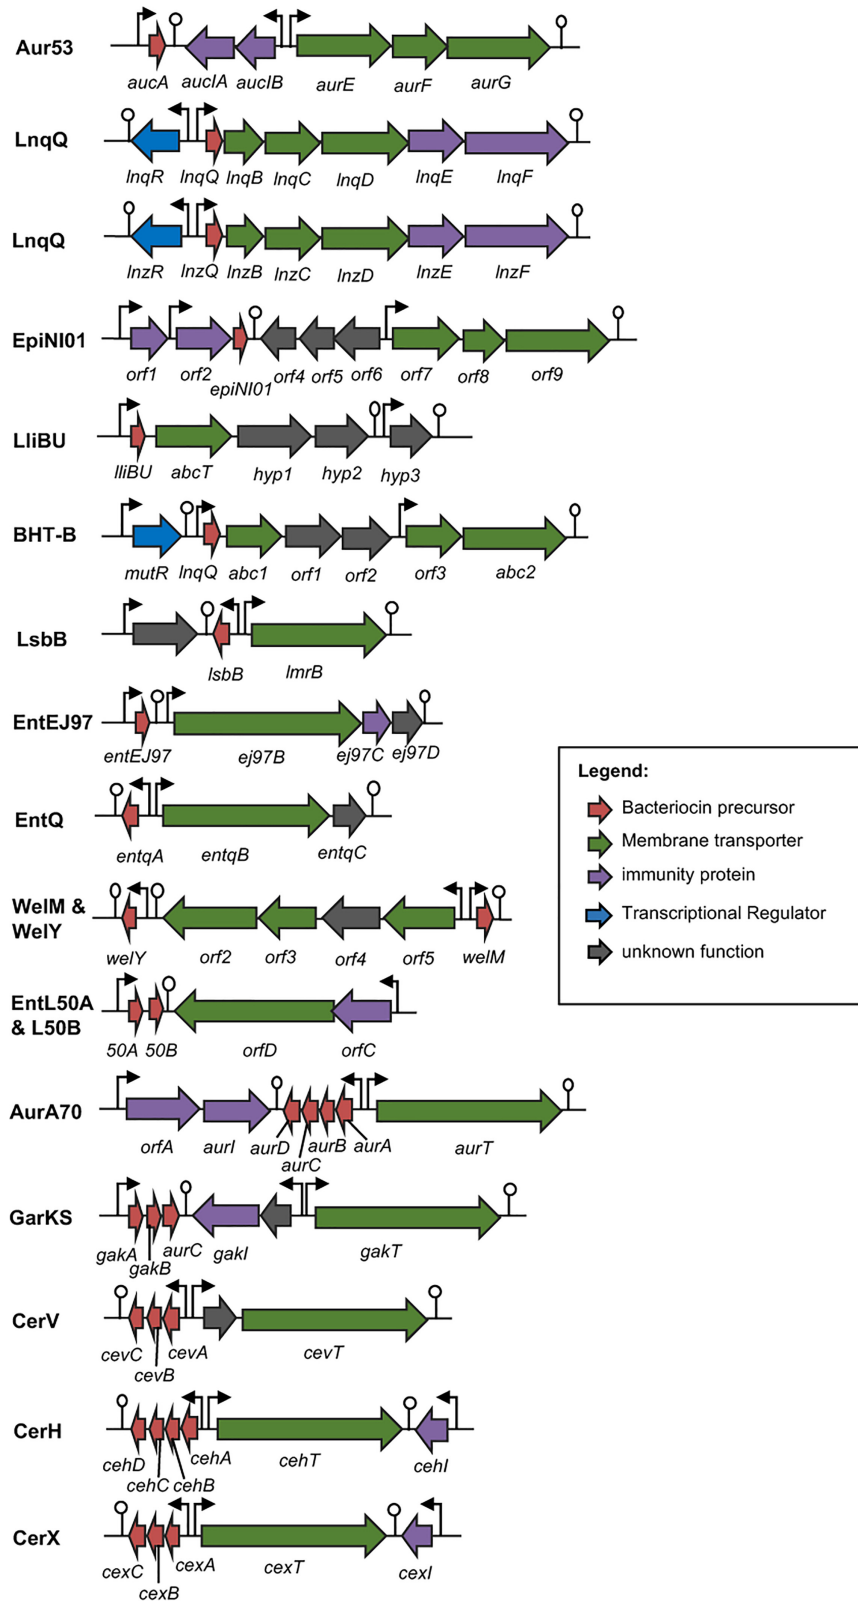 Aur53
aucA aucIA aucIB aurE aurF aurG
LnqQ
lnqR lnqQ lnqB lnqC lnqD lnqE lnqF
LnqQ
lnzR lnzQ lnzB lnzC lnzD lnzE lnzF
EpiNI01
orf1 orf2 epiNI01 orf4 orf5 orf6 orf7 orf8 orf9
LliBU
lliBU abcT hyp1 hyp2 hyp3
BHT-B
mutR lnqQ abc1 orf1 orf2 orf3 abc2
LsbB
lsbB lmrB
EntEJ97
entEJ97 ej97B ej97C ej97D
Legend:
Bacteriocin precursor
Membrane transporter
immunity protein
Transcriptional Regulator
unknown function
EntQ
entqA entqB entqC
WelM &
WelY
welY orf2 orf3 orf4 orf5 welM
EntL50A
& L50B
50A 50B orfD orfC
AurA70
orfA aurI aurD aurC aurB aurA aurT
GarKS
gakA gakB aurC gakI gakT
CerV
cevC cevB cevA cevT
CerH
cehD cehC cehB cehA cehT cehI
CerX
cexC cexB cexA cexT cexI